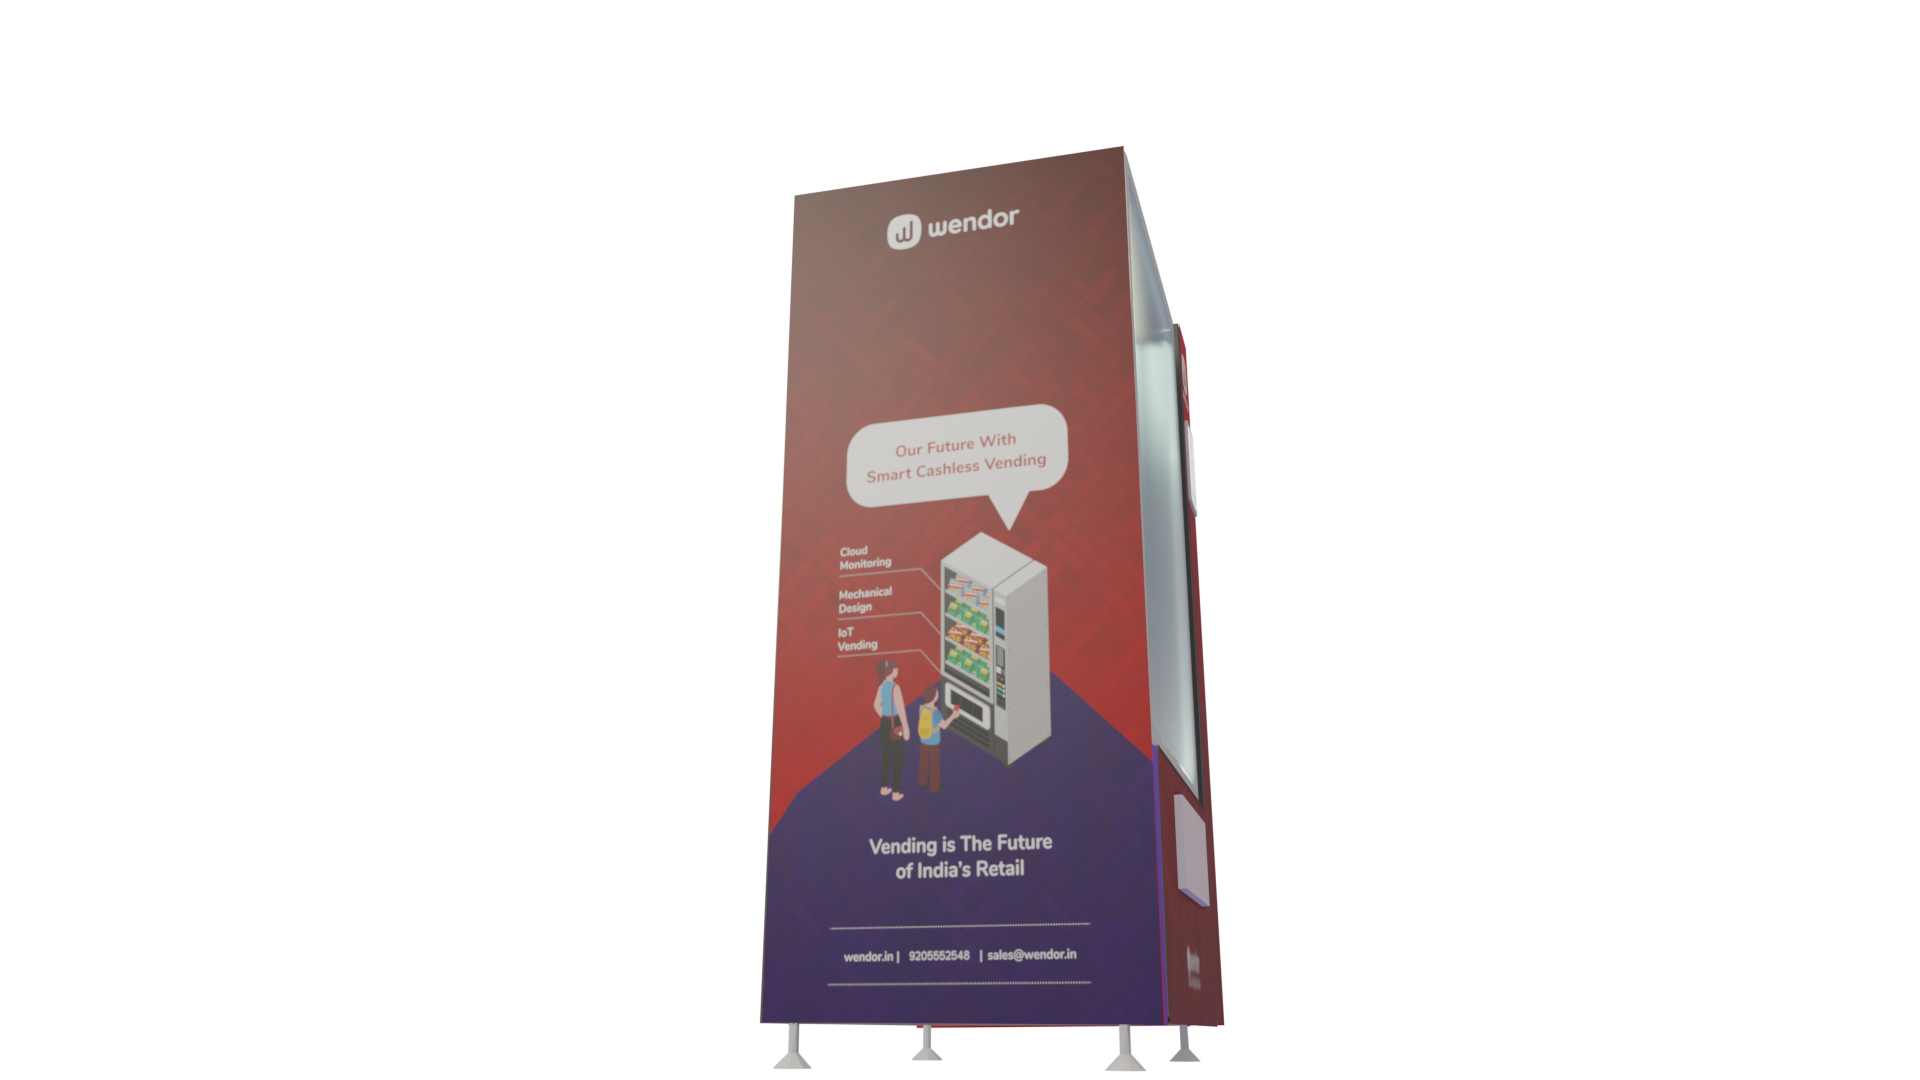 wendor
Our Future With
Smart Cashless Vending
Cloud
Monitoring
Mechanical
Design
IoT
Vending
Vending is The Future
of India's Retail
wendor.in | 9205552548 | sales@wendor.in